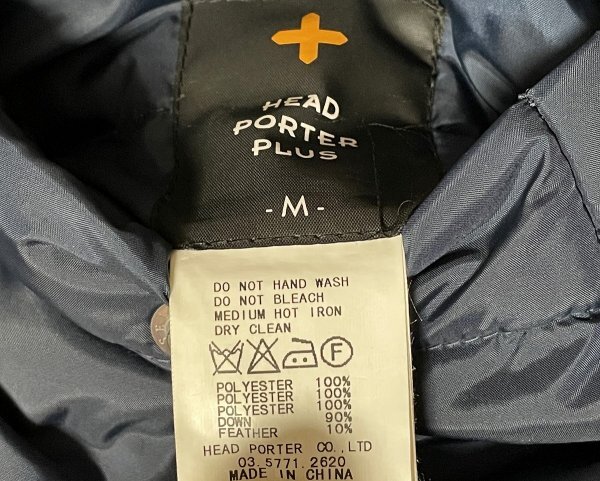 HEAD
PORTER
PLUS
- M -
DO NOT HAND WASH
DO NOT BLEACH
MEDIUM HOT IRON
DRY CLEAN
F
POLYESTER 100%
POLYESTER 100%
POLYESTER 100%
DOWN 90%
FEATHER 10%
HEAD PORTER CO.,LTD
03.5771.2620
MADE IN CHINA